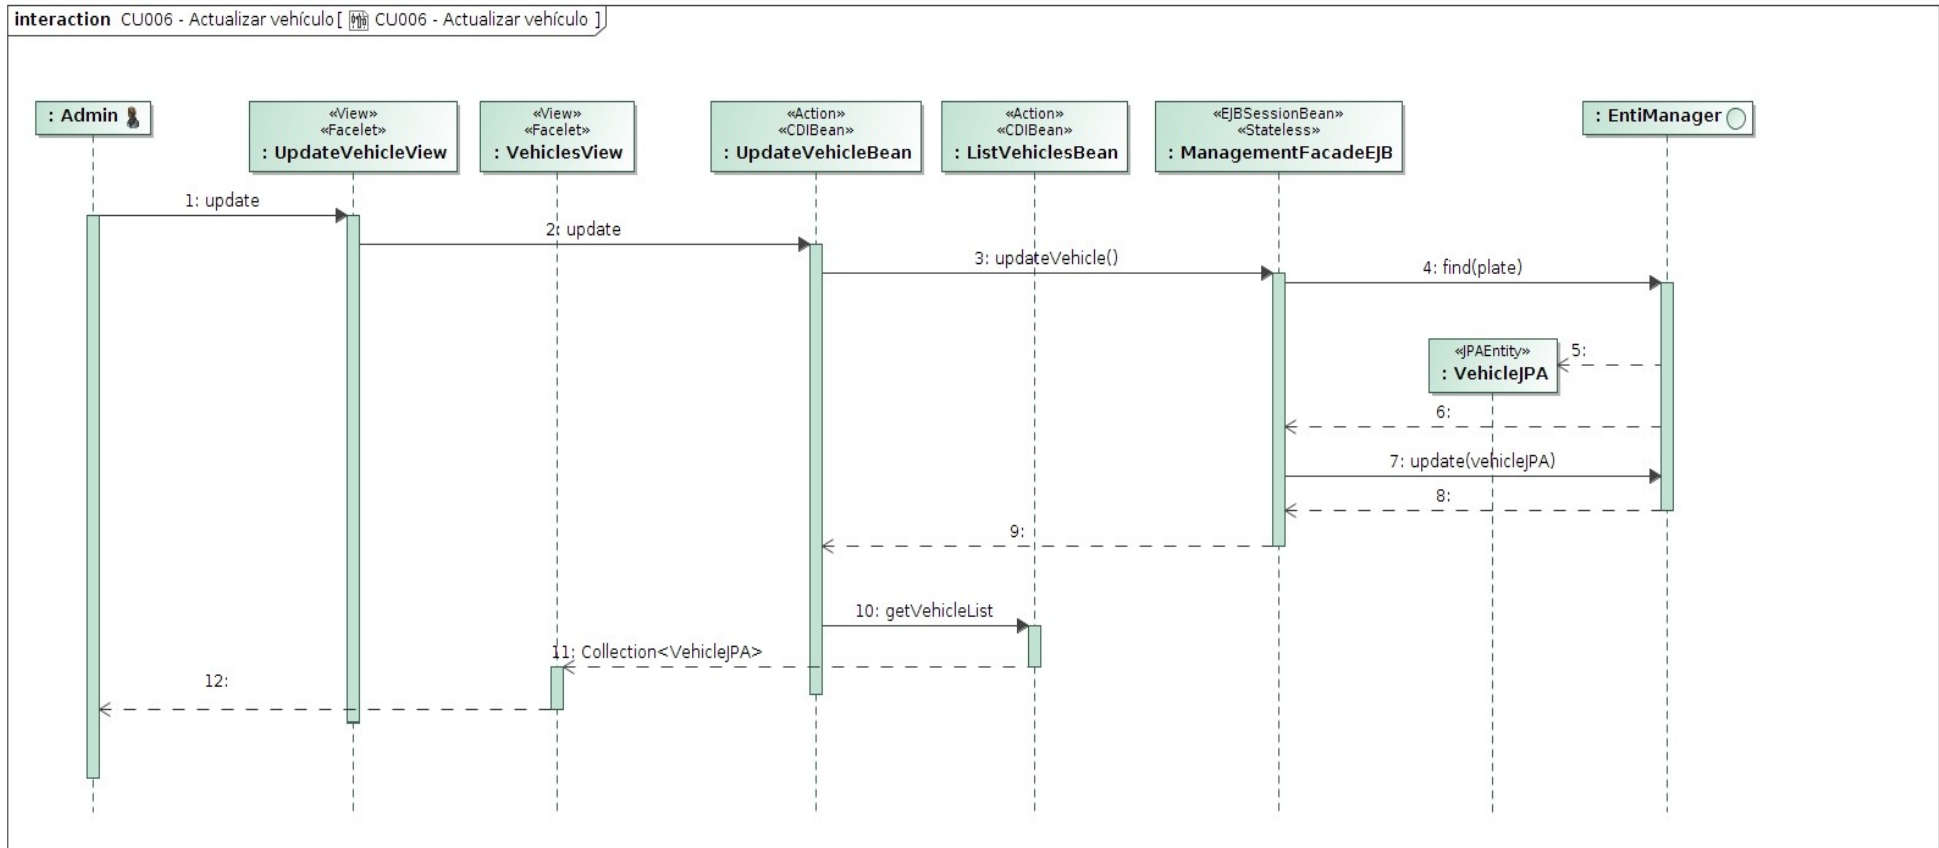 interaction CU006 - Actualizar vehículo [ CU006 - Actualizar vehículo ]
: Admin
«View»
«Facelet»
: UpdateVehicleView
«View»
«Facelet»
: VehiclesView
«Action»
«CDIBean»
: UpdateVehicleBean
«Action»
«CDIBean»
: ListVehiclesBean
«EJBSessionBean»
«Stateless»
: ManagementFacadeEJB
: EntiManager
1: update
2: update
3: updateVehicle()
4: find(plate)
«JPAEntity»
: VehicleJPA
5:
6:
7: update(vehicleJPA)
8:
9:
10: getVehicleList
11: Collection<VehicleJPA>
12: